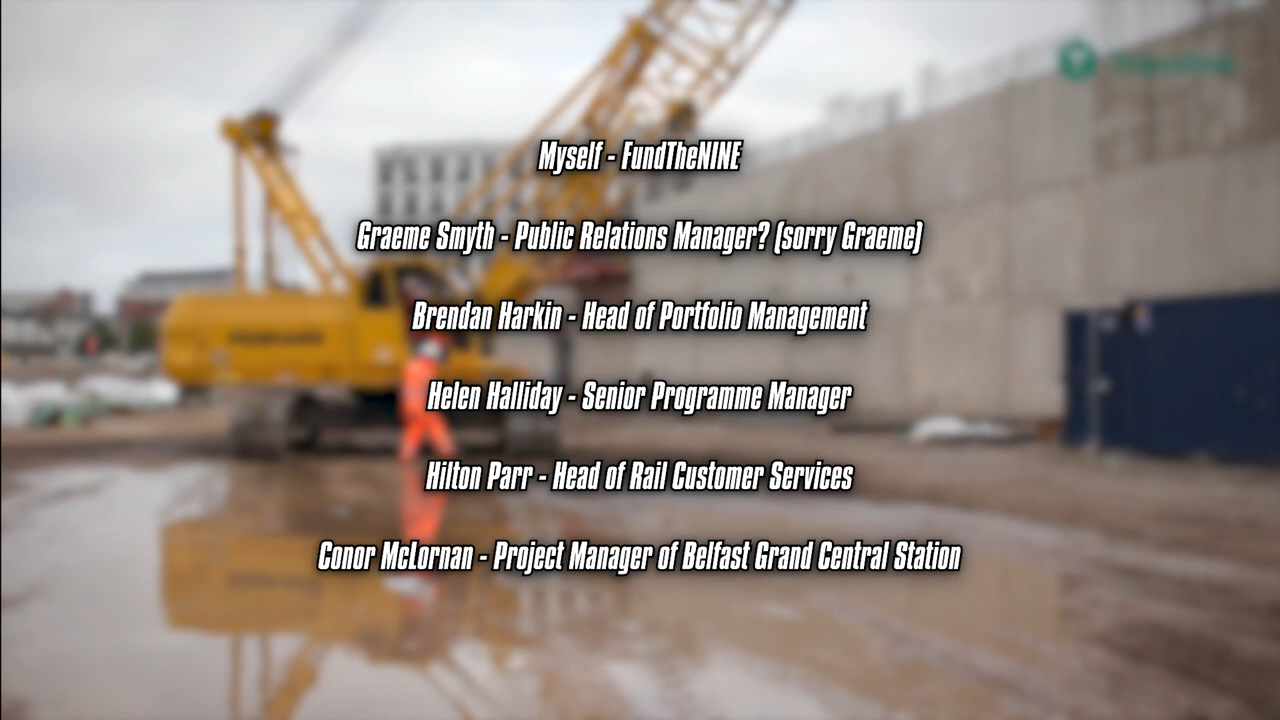 Myself - FundTheNINE
Graeme Smyth - Public Relations Manager? (sorry Graeme)
Brendan Harkin - Head of Portfolio Management
Helen Halliday - Senior Programme Manager
Hilton Parr - Head of Rail Customer Services
Conor McLornan - Project Manager of Belfast Grand Central Station